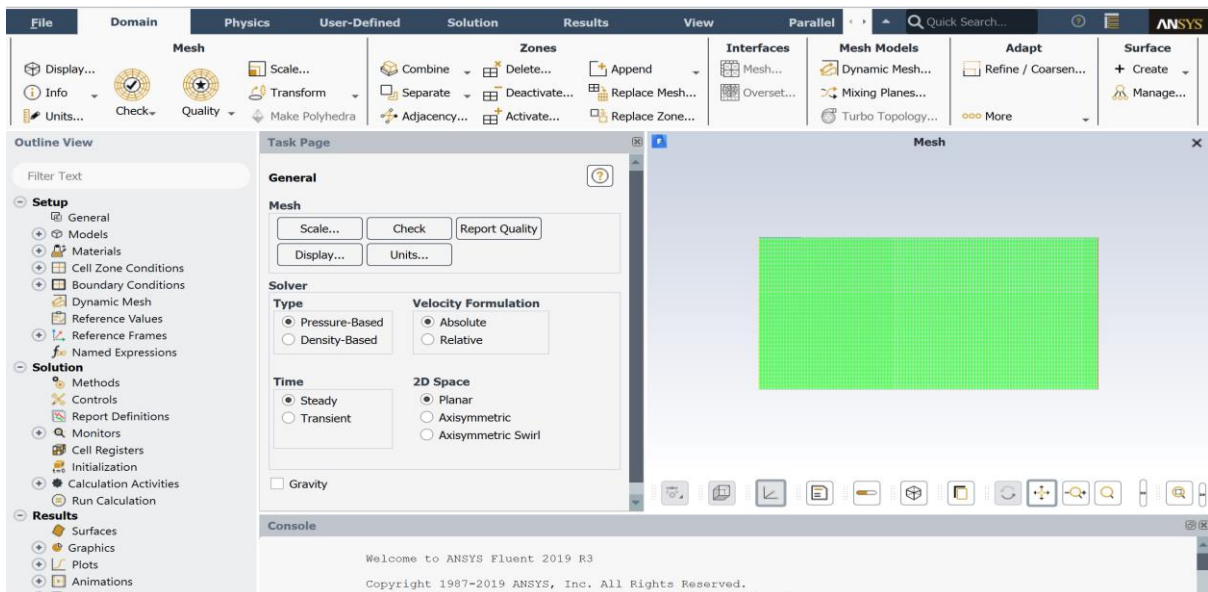 File Domain Physics User-Defined Solution Results View Parallel Quick Search... ANSYS
Mesh Zones Interfaces Mesh Models Adapt Surface
Display... Scale... Combine Delete... Append Mesh... Dynamic Mesh... Refine / Coarsen... + Create
Info Transform Separate Deactivate... Replace Mesh... Overset... Mixing Planes... Manage...
Units... Check Quality Make Polyhedra Adjacency... Activate... Replace Zone... Turbo Topology... More
Outline View
Filter Text
Setup
General
Models
Materials
Cell Zone Conditions
Boundary Conditions
Dynamic Mesh
Reference Values
Reference Frames
Named Expressions
Solution
Methods
Controls
Report Definitions
Monitors
Cell Registers
Initialization
Calculation Activities
Run Calculation
Results
Surfaces
Graphics
Plots
Animations
Task Page
General
Mesh
Scale... Check Report Quality
Display... Units...
Solver
Type Velocity Formulation
Pressure-Based Absolute
Density-Based Relative
Time 2D Space
Steady Planar
Transient Axisymmetric
Axisymmetric Swirl
Gravity
Mesh
Console
Welcome to ANSYS Fluent 2019 R3
Copyright 1987-2019 ANSYS, Inc. All Rights Reserved.